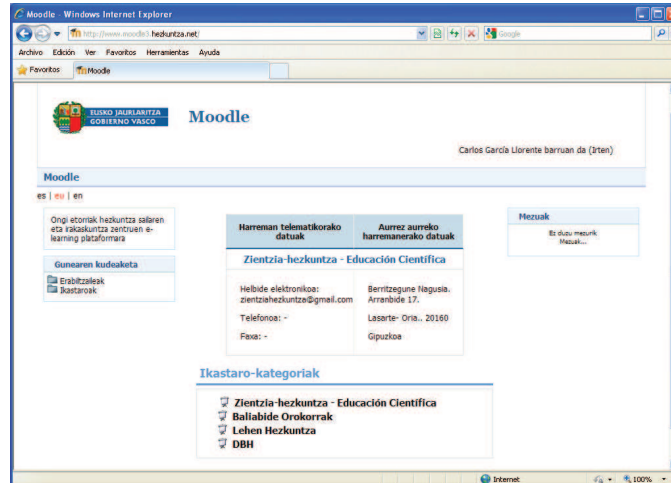 Moodle - Windows Internet Explorer
http://www.moodle3.hezkuntza.net/
Google
Archivo Edición Ver Favoritos Herramientas Ayuda
Favoritos
Moodle
EUSKO JAURLARITZA
GOBIERNO VASCO
Moodle
Carlos García Llorente barruan da (Irten)
Moodle
es | eu | en
Ongi etorriak hezkuntza sailaren
eta irakaskuntza zentruen e-
learning plataformara
Gunearen kudeaketa
Erabiltzaleak
Ikastaroak
Harreman telematikorako
datuak
Aurrez aurreko
harremanerako datuak
Zientzia-hezkuntza - Educación Científica
Helbide elektronikoa:
zientziahezkuntza@gmail.com
Telefonoa: -
Faxa: -
Berritzegune Nagusia.
Arranbide 17.
Lasarte- Oria.. 20160
Gipuzkoa
Mezuak
Ez duzu mezurik
Mezuak...
Ikastaro-kategoriak
Zientzia-hezkuntza - Educación Científica
Baliabide Orokorrak
Lehen Hezkuntza
DBH
Internet
100%